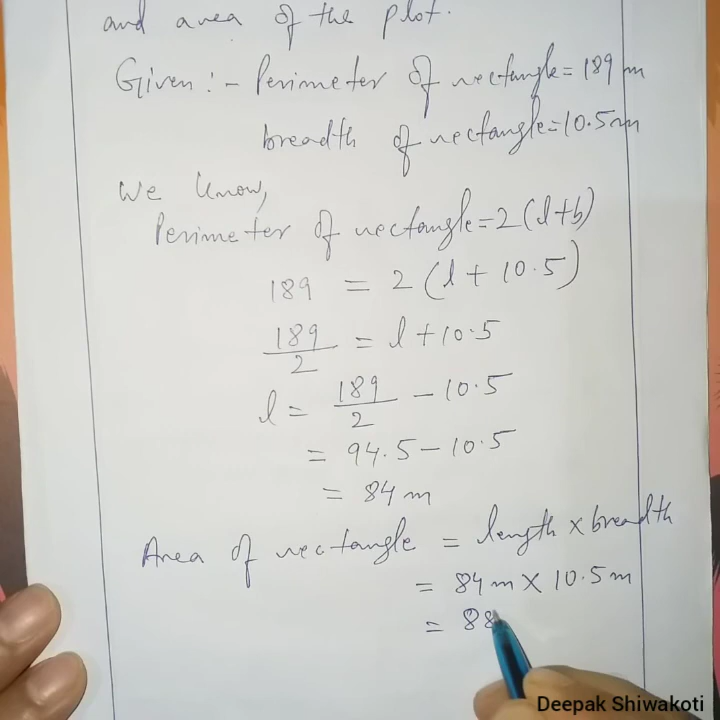 and area of the plot.
Given :- Perimeter of rectangle = 189 m
breadth of rectangle = 10.5 m
We know,
Perimeter of rectangle = 2 (l+b)
189 = 2 (l + 10.5)
189/2 = l + 10.5
l = 189/2 - 10.5
= 94.5 - 10.5
= 84 m
Area of rectangle = length × breadth
= 84 m × 10.5 m
= 88
Deepak Shiwakoti